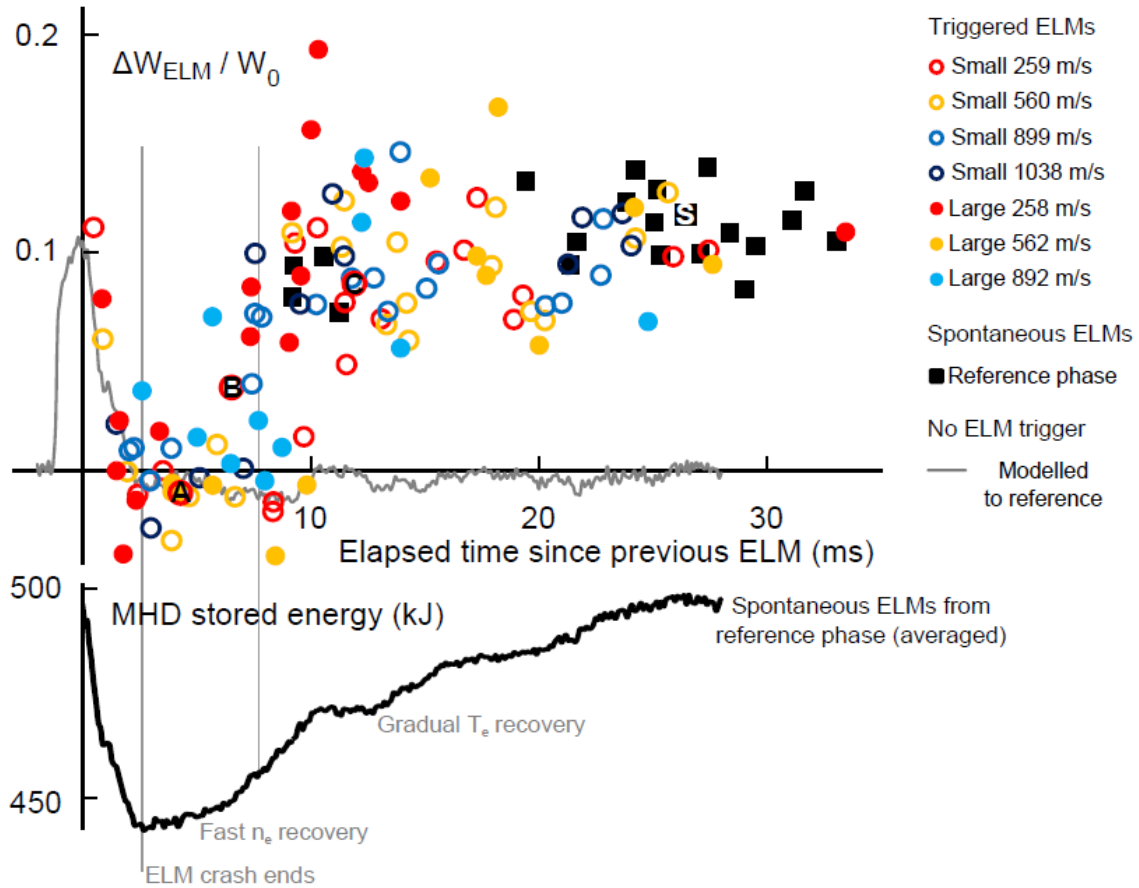 0.2
ΔW_ELM / W_0
0.1
B
A
S
10
20
30
Elapsed time since previous ELM (ms)
Triggered ELMs
Small 259 m/s
Small 560 m/s
Small 899 m/s
Small 1038 m/s
Large 258 m/s
Large 562 m/s
Large 892 m/s
Spontaneous ELMs
Reference phase
No ELM trigger
Modelled
to reference
500
MHD stored energy (kJ)
Spontaneous ELMs from
reference phase (averaged)
Gradual T_e recovery
450
Fast n_e recovery
ELM crash ends